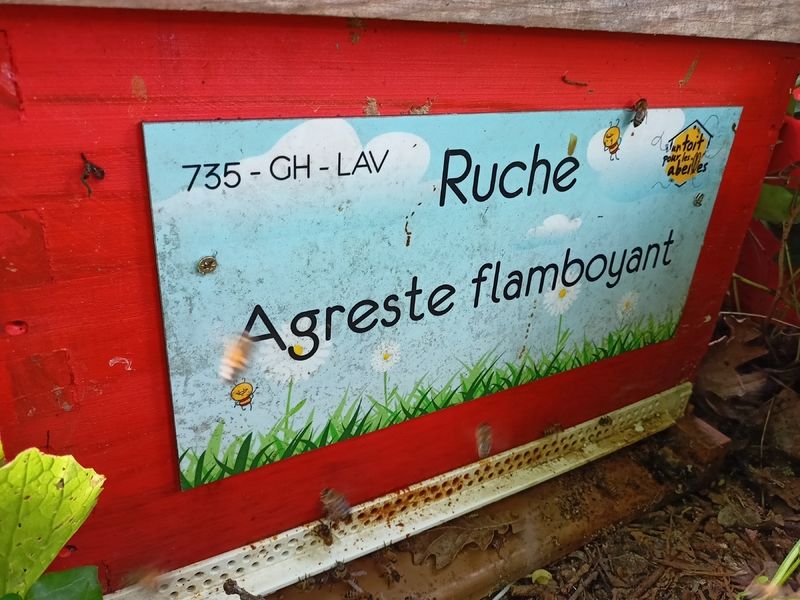 735 - GH - LAV
Ruche
un toit
pour les
abeilles
Agreste flamboyant